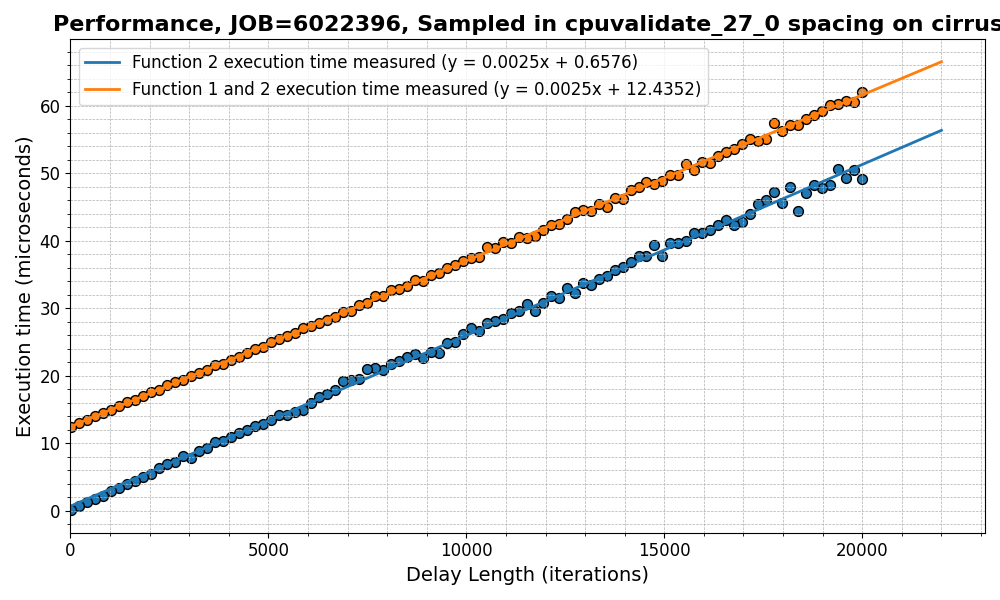 Performance, JOB=6022396, Sampled in cpuvalidate_27_0 spacing on cirrus
Function 2 execution time measured (y = 0.0025x + 0.6576)
Function 1 and 2 execution time measured (y = 0.0025x + 12.4352)
Execution time (microseconds)
60
50
40
30
20
10
0
0 5000 10000 15000 20000
Delay Length (iterations)